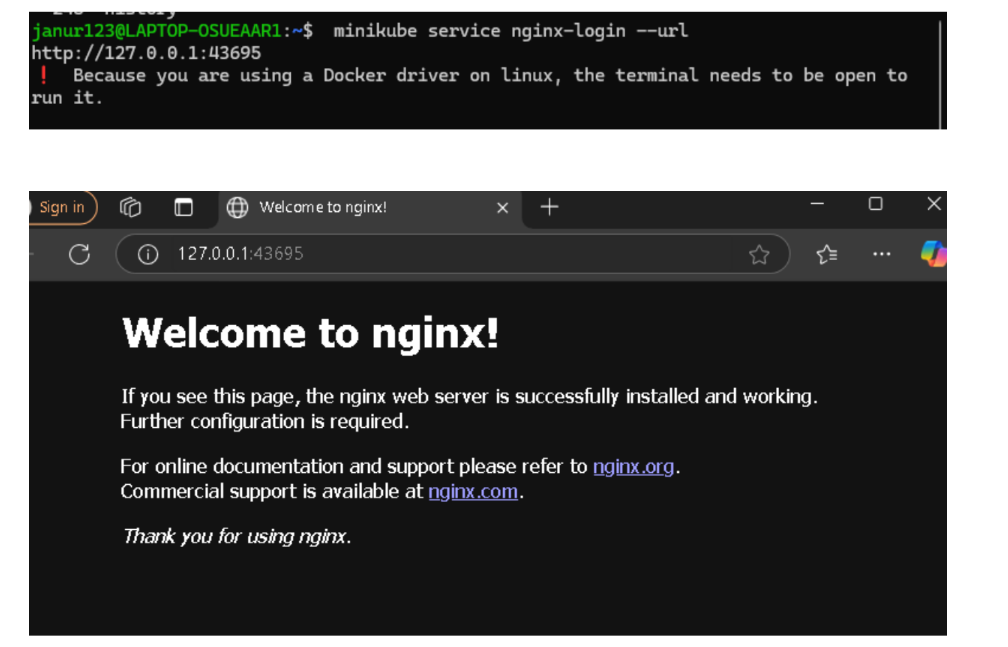 janur123@LAPTOP-OSUEAAR1:~$ minikube service nginx-login --url
http://127.0.0.1:43695
❗ Because you are using a Docker driver on linux, the terminal needs to be open to
run it.
Sign in
Welcome to nginx!
127.0.0.1:43695
Welcome to nginx!
If you see this page, the nginx web server is successfully installed and working.
Further configuration is required.
For online documentation and support please refer to nginx.org.
Commercial support is available at nginx.com.
Thank you for using nginx.